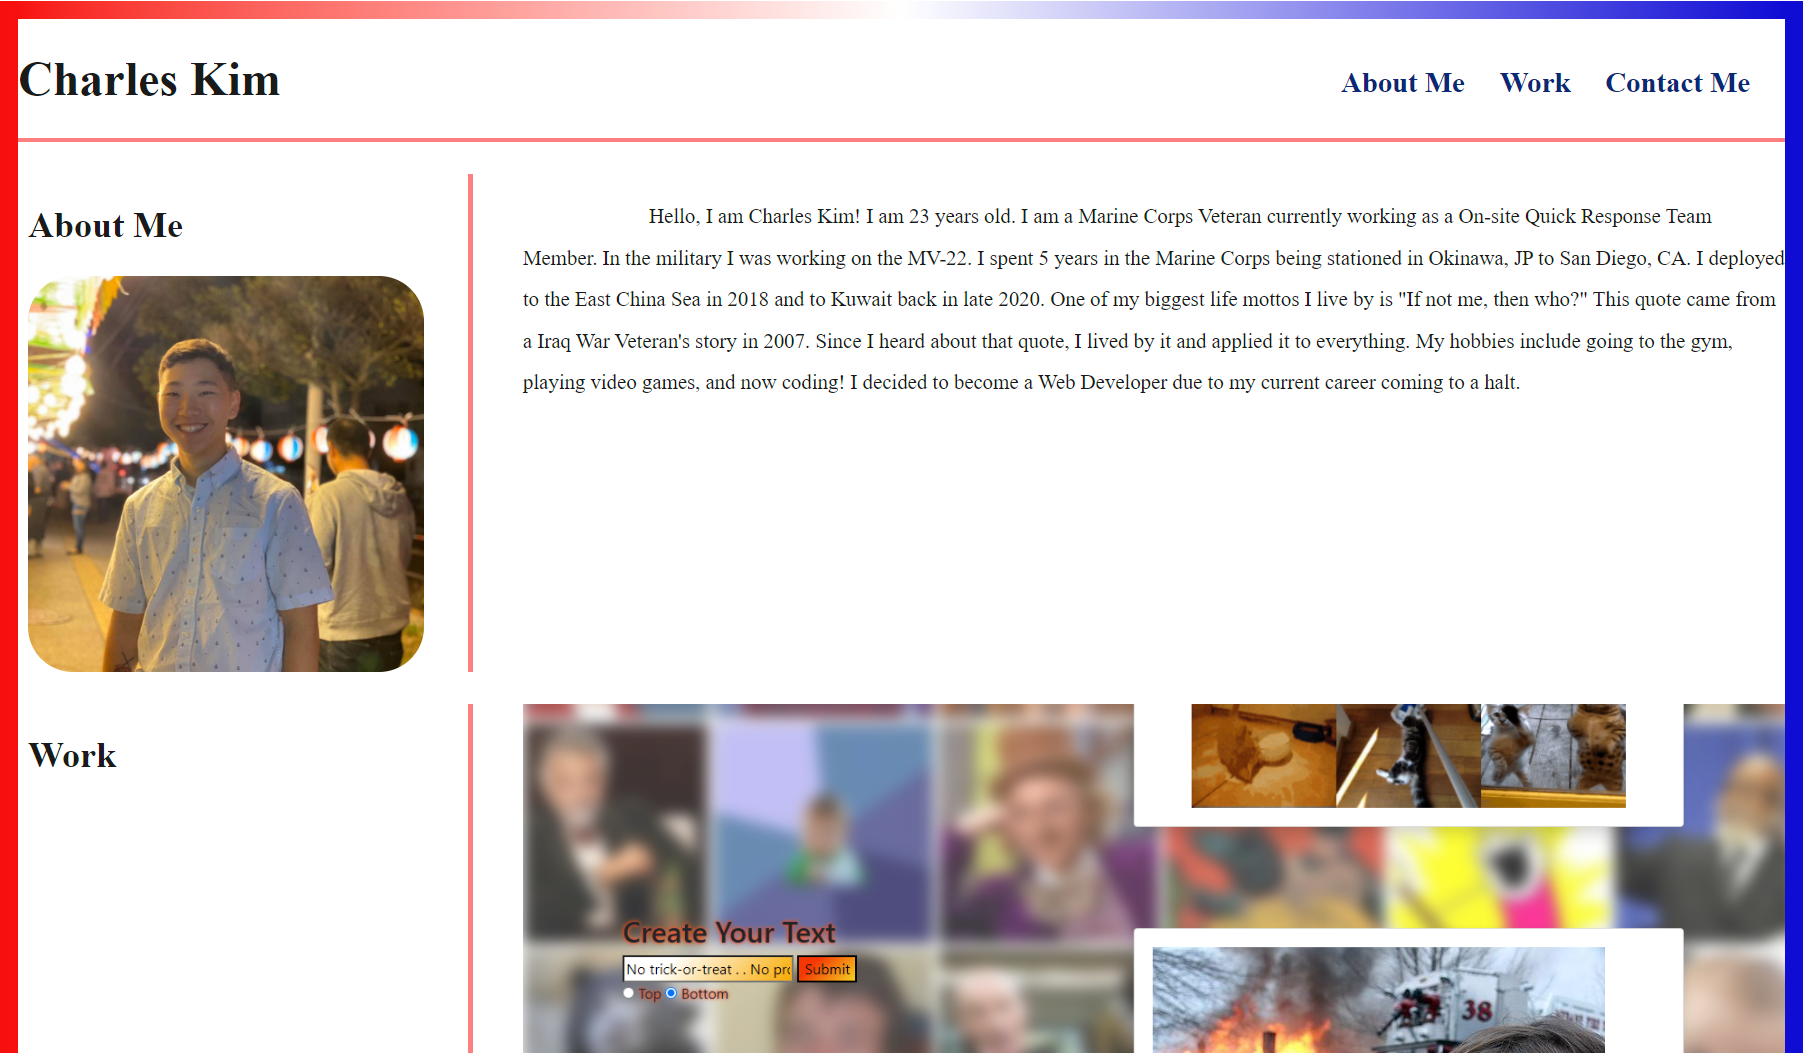 Charles Kim
About Me Work Contact Me
About Me
Hello, I am Charles Kim! I am 23 years old. I am a Marine Corps Veteran currently working as a On-site Quick Response Team
Member. In the military I was working on the MV-22. I spent 5 years in the Marine Corps being stationed in Okinawa, JP to San Diego, CA. I deployed
to the East China Sea in 2018 and to Kuwait back in late 2020. One of my biggest life mottos I live by is "If not me, then who?" This quote came from
a Iraq War Veteran's story in 2007. Since I heard about that quote, I lived by it and applied it to everything. My hobbies include going to the gym,
playing video games, and now coding! I decided to become a Web Developer due to my current career coming to a halt.
Work
Create Your Text
No trick-or-treat . . No pr
Submit
Top Bottom
38